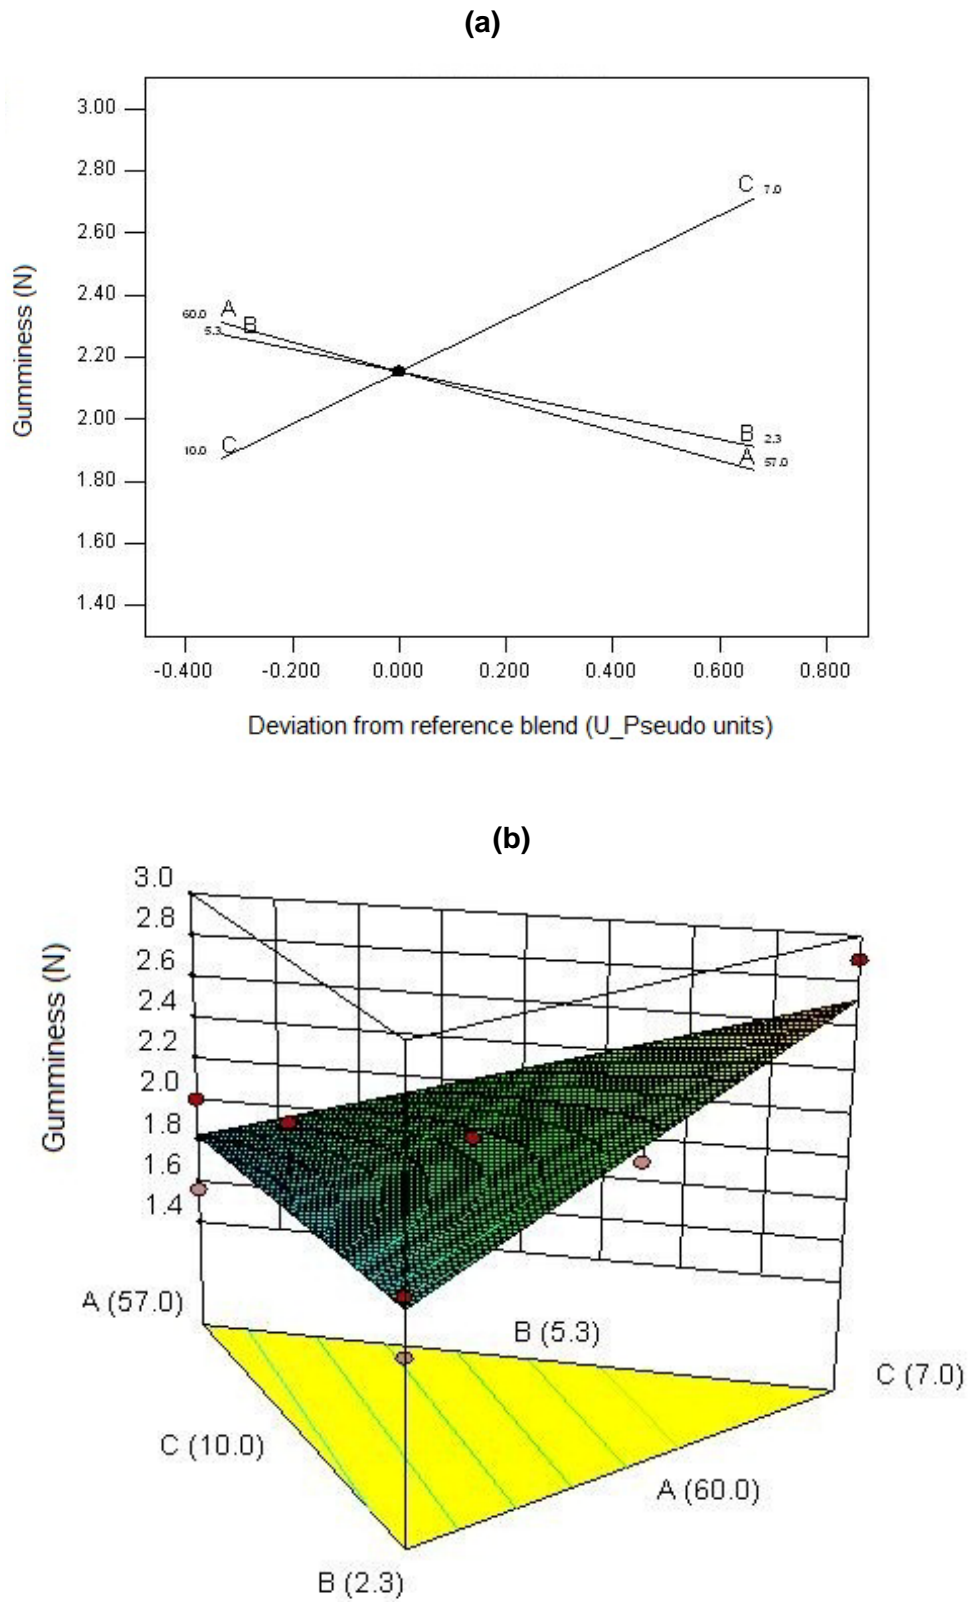 (a)
3.00
2.80
2.60
2.40
2.20
2.00
1.80
1.60
1.40
Gumminess (N)
C 7.0
60.0 A
5.3 B
10.0 C
B 2.3
A 57.0
-0.400 -0.200 0.000 0.200 0.400 0.600 0.800
Deviation from reference blend (U_Pseudo units)
(b)
3.0
2.8
2.6
2.4
2.2
2.0
1.8
1.6
1.4
Gumminess (N)
A (57.0)
B (5.3)
C (7.0)
C (10.0)
A (60.0)
B (2.3)